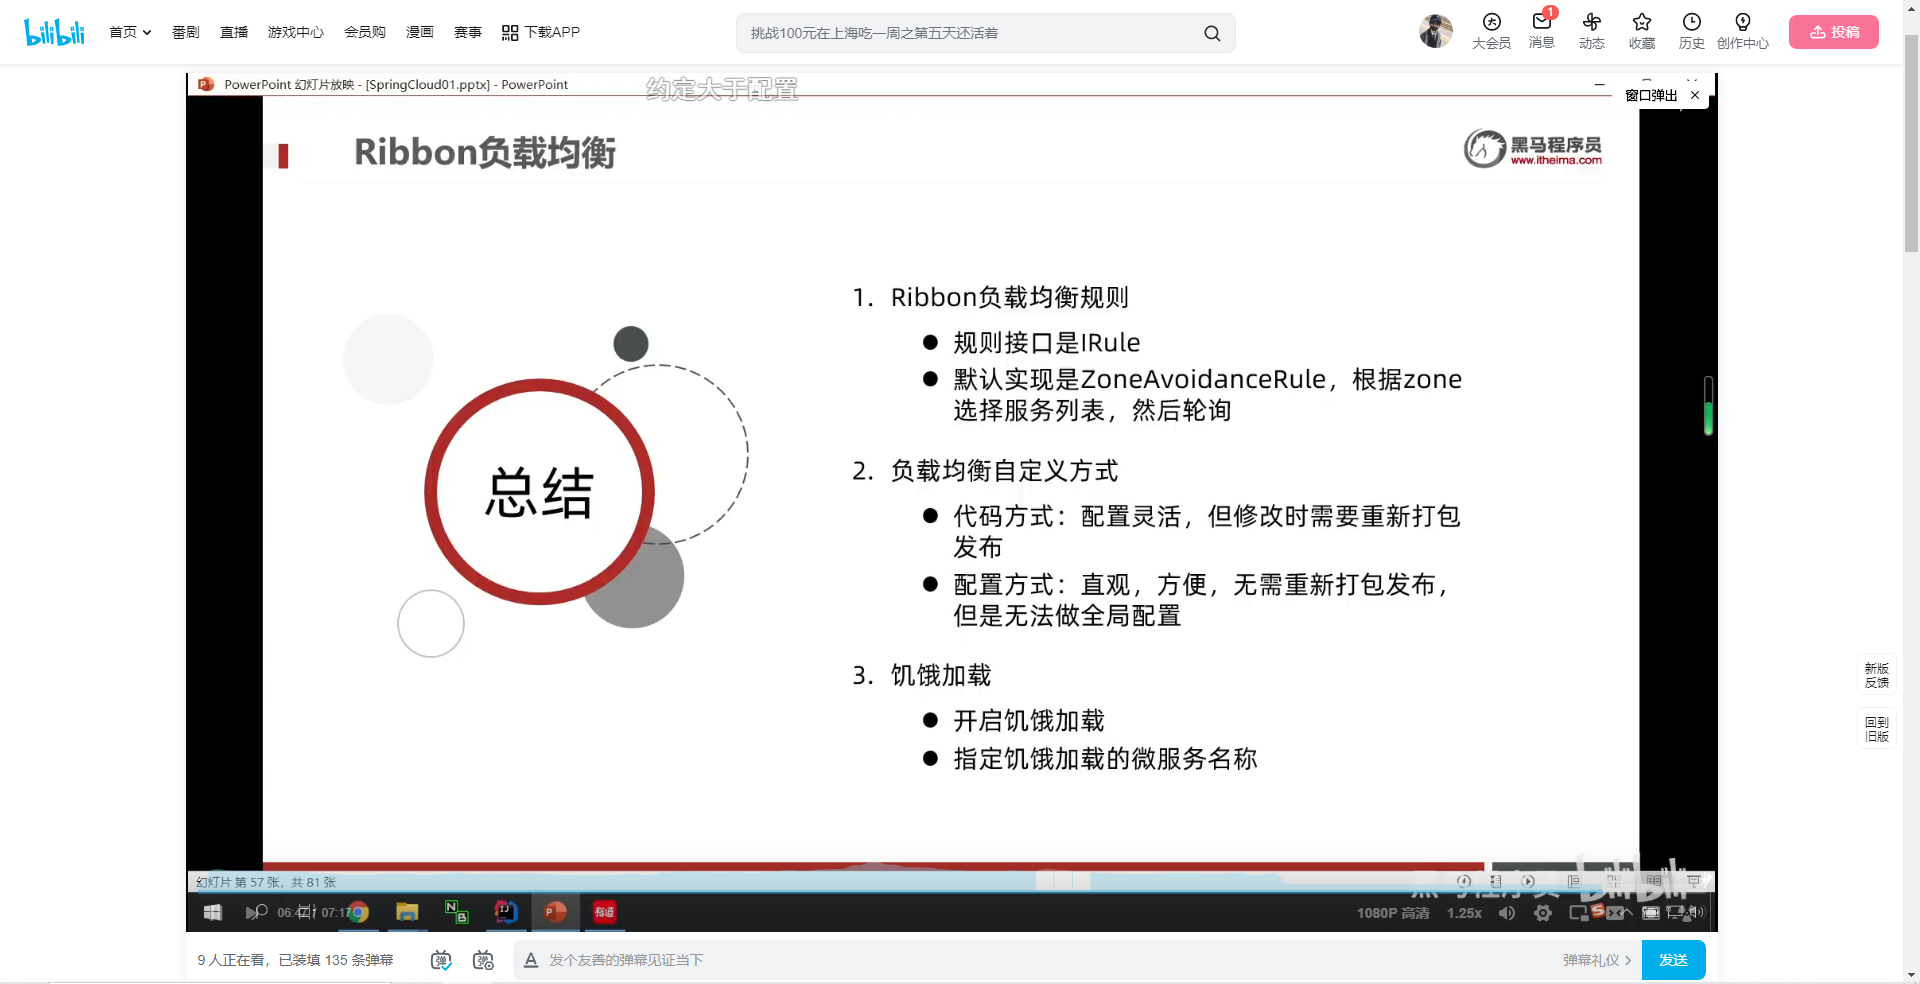 bilibili
首页
番剧
直播
游戏中心
会员购
漫画
赛事
下载APP
挑战100元在上海吃一周之第五天还活着
大会员
1
消息
动态
收藏
历史
创作中心
投稿
PowerPoint 幻灯片放映 - [SpringCloud01.pptx] - PowerPoint
约定大于配置
窗口弹出
Ribbon负载均衡
黑马程序员
www.itheima.com
总结
1. Ribbon负载均衡规则
规则接口是IRule
默认实现是ZoneAvoidanceRule，根据zone
选择服务列表，然后轮询
2. 负载均衡自定义方式
代码方式：配置灵活，但修改时需要重新打包
发布
配置方式：直观，方便，无需重新打包发布，
但是无法做全局配置
3. 饥饿加载
开启饥饿加载
指定饥饿加载的微服务名称
新版
反馈
回到
旧版
幻灯片 第 57 张，共 81 张
bilibili
07:17
有道
1080P 高清
1.25x
9 人正在看，已装填 135 条弹幕
发个友善的弹幕见证当下
弹幕礼仪
发送